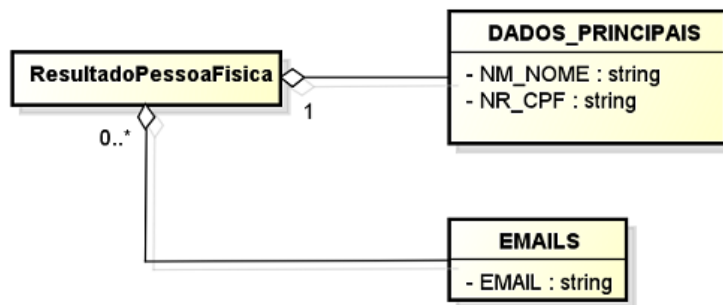 DADOS_PRINCIPAIS
ResultadoPessoaFisica
- NM_NOME : string
- NR_CPF : string
1
0..*
EMAILS
- EMAIL : string